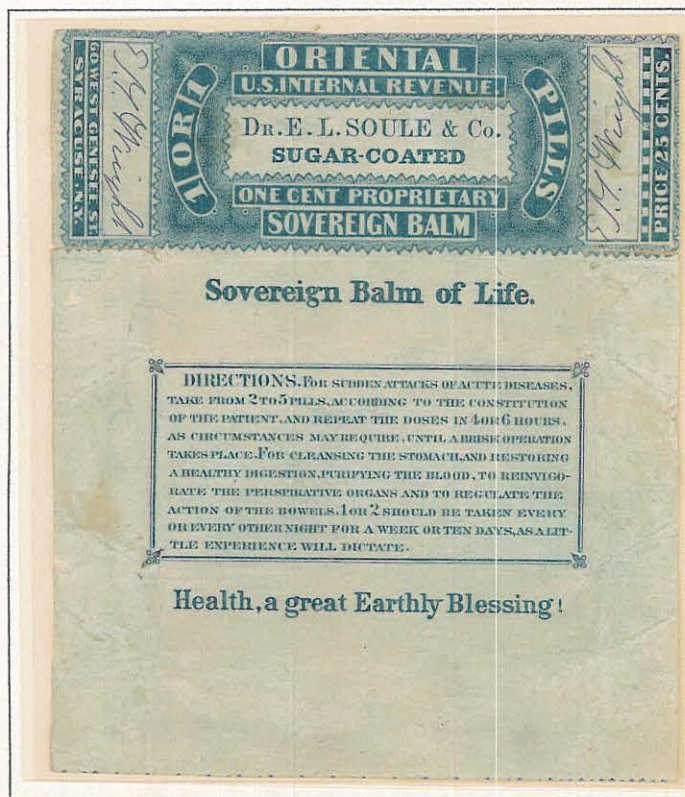 60 WEST GENESEE ST
SYRACUSE, N.Y.
1 OR 1
ORIENTAL
U.S. INTERNAL REVENUE,
DR. E. L. SOULE & Co.
SUGAR-COATED
ONE CENT PROPRIETARY
SOVEREIGN BALM
PILLS
PRICE 25 CENTS.
Sovereign Balm of Life.
DIRECTIONS. FOR SUDDEN ATTACKS OF ACUTE DISEASES,
TAKE FROM 2 TO 5 PILLS, ACCORDING TO THE CONSTITUTION
OF THE PATIENT, AND REPEAT THE DOSES IN 4 OR 6 HOURS,
AS CIRCUMSTANCES MAY REQUIRE, UNTIL A BRISK OPERATION
TAKES PLACE. FOR CLEANSING THE STOMACH, AND RESTORING
A HEALTHY DIGESTION, PURIFYING THE BLOOD, TO REINVIGO-
RATE THE PERSPIRATIVE ORGANS AND TO REGULATE THE
ACTION OF THE BOWELS, 1 OR 2 SHOULD BE TAKEN EVERY
OR EVERY OTHER NIGHT FOR A WEEK OR TEN DAYS, AS A LIT-
TLE EXPERIENCE WILL DICTATE.
Health, a great Earthly Blessing!